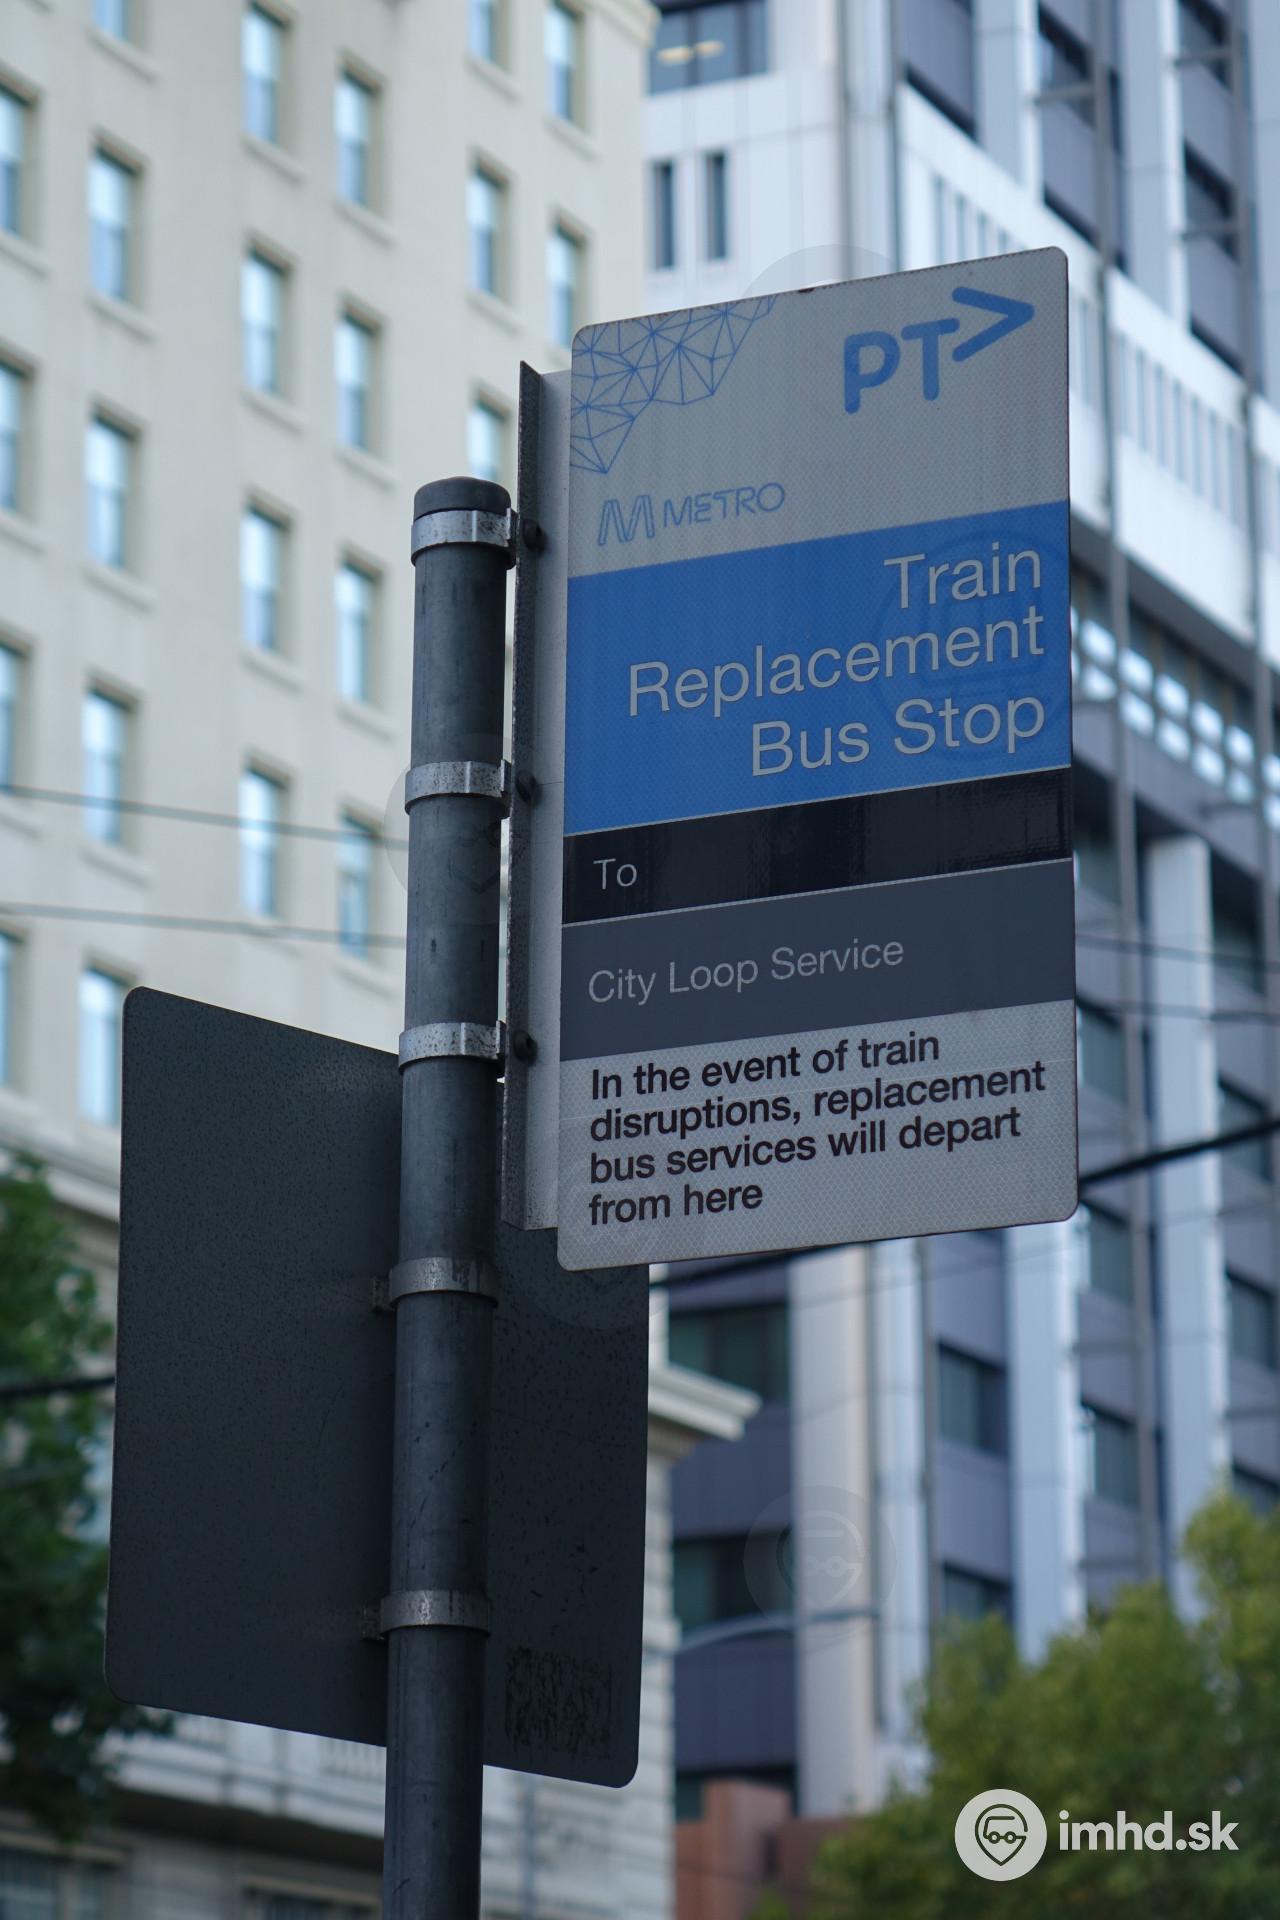 PT>
METRO
Train
Replacement
Bus Stop
To
City Loop Service
In the event of train
disruptions, replacement
bus services will depart
from here
imhd.sk